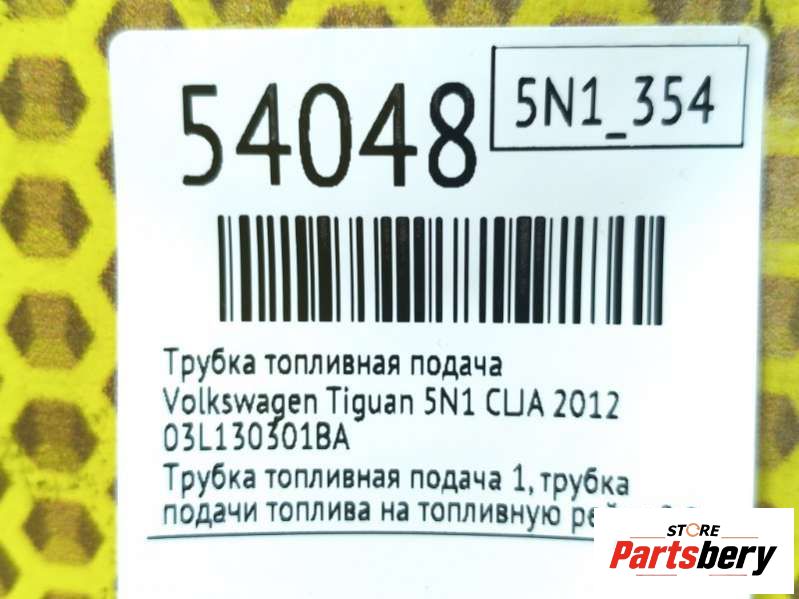 54048
5N1_354
Трубка топливная подача
Volkswagen Tiguan 5N1 CLJA 2012
03L130301BA
Трубка топливная подача 1, трубка
подачи топлива на топливную
STORE
Partsbery